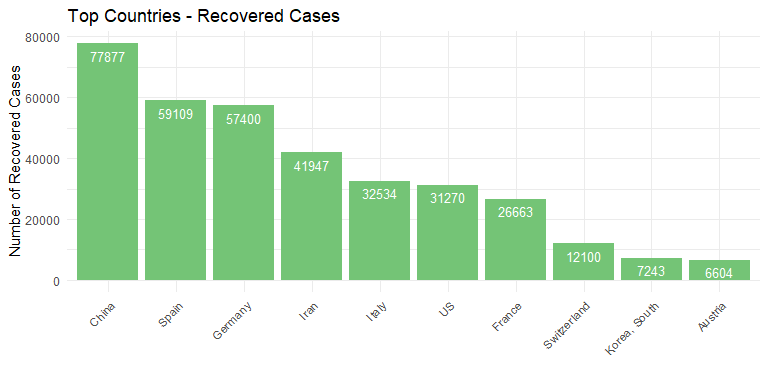 Top Countries - Recovered Cases
Number of Recovered Cases
80000
60000
40000
20000
0
77877
59109
57400
41947
32534
31270
26663
12100
7243
6604
China
Spain
Germany
Iran
Italy
US
France
Switzerland
Korea, South
Austria